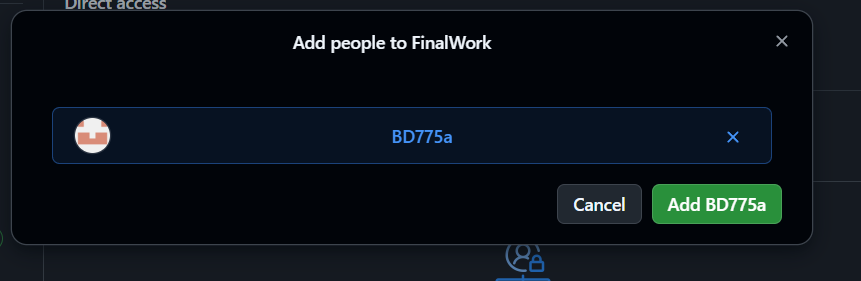 Direct access
Add people to FinalWork
BD775a
Cancel
Add BD775a